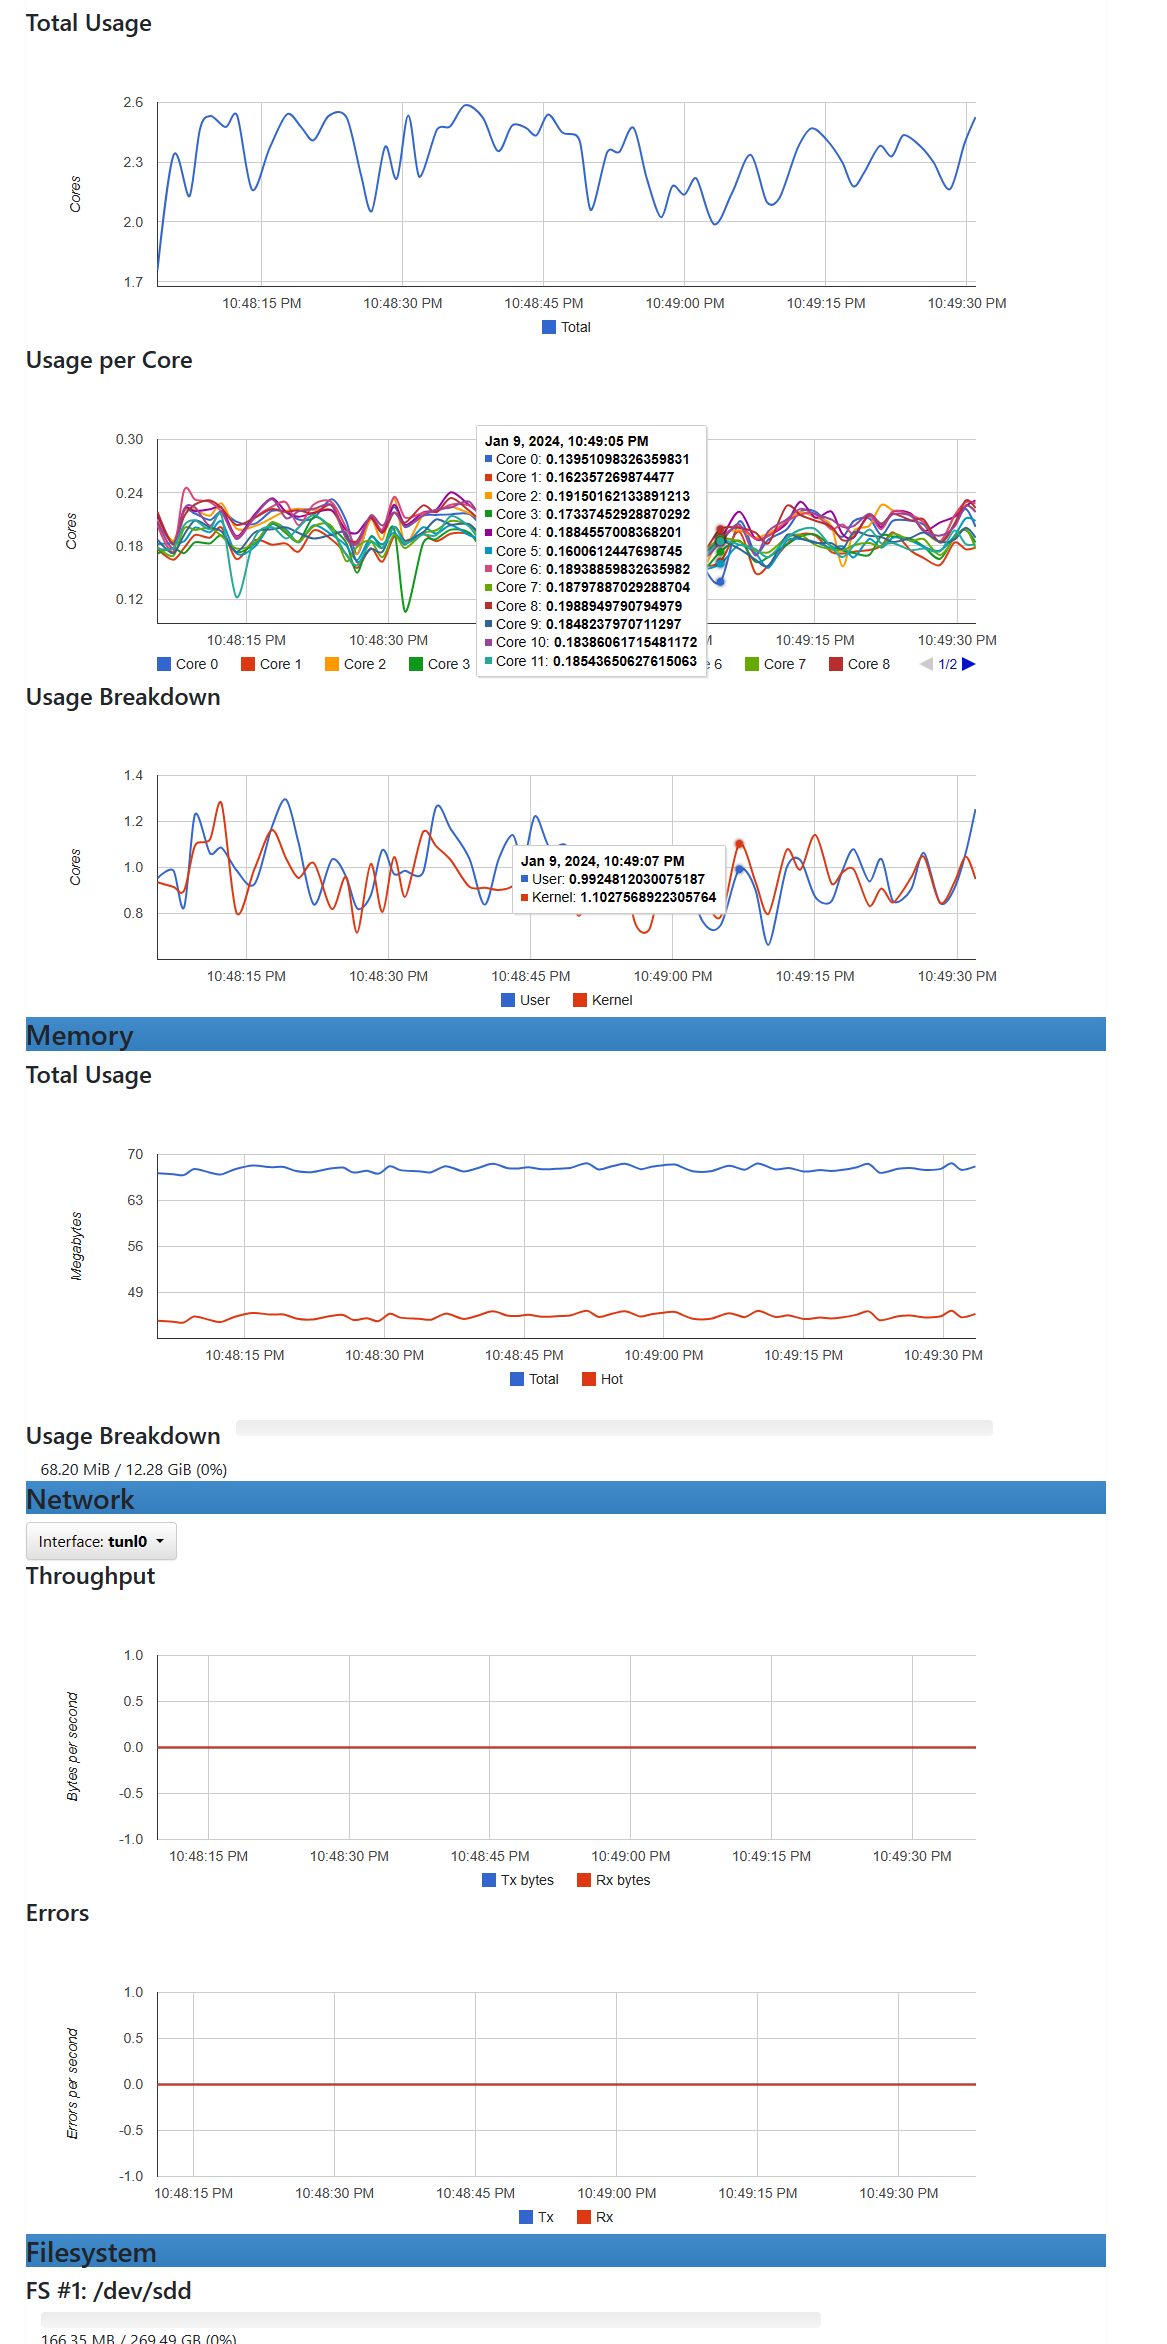 Total Usage
2.6
2.3
2.0
1.7
Cores
10:48:15 PM 10:48:30 PM 10:48:45 PM 10:49:00 PM 10:49:15 PM 10:49:30 PM
Total
Usage per Core
0.30
0.24
0.18
0.12
Cores
Jan 9, 2024, 10:49:05 PM
Core 0: 0.13951098326359831
Core 1: 0.162357269874477
Core 2: 0.19150162133891213
Core 3: 0.17337452928870292
Core 4: 0.1884557008368201
Core 5: 0.1600612447698745
Core 6: 0.18938859832635982
Core 7: 0.18797887029288704
Core 8: 0.1988949790794979
Core 9: 0.1848237970711297
Core 10: 0.18386061715481172
Core 11: 0.18543650627615063
10:48:15 PM 10:48:30 PM 10:49:15 PM 10:49:30 PM
Core 0 Core 1 Core 2 Core 3 6 Core 7 Core 8 1/2
Usage Breakdown
1.4
1.2
1.0
0.8
Cores
Jan 9, 2024, 10:49:07 PM
User: 0.9924812030075187
Kernel: 1.1027568922305764
10:48:15 PM 10:48:30 PM 10:48:45 PM 10:49:00 PM 10:49:15 PM 10:49:30 PM
User Kernel
Memory
Total Usage
70
63
56
49
Megabytes
10:48:15 PM 10:48:30 PM 10:48:45 PM 10:49:00 PM 10:49:15 PM 10:49:30 PM
Total Hot
Usage Breakdown
68.20 MiB / 12.28 GiB (0%)
Network
Interface: tunl0
Throughput
1.0
0.5
0.0
-0.5
-1.0
Bytes per second
10:48:15 PM 10:48:30 PM 10:48:45 PM 10:49:00 PM 10:49:15 PM 10:49:30 PM
Tx bytes Rx bytes
Errors
1.0
0.5
0.0
-0.5
-1.0
Errors per second
10:48:15 PM 10:48:30 PM 10:48:45 PM 10:49:00 PM 10:49:15 PM 10:49:30 PM
Tx Rx
Filesystem
FS #1: /dev/sdd
166.35 MB / 269.49 GB (0%)